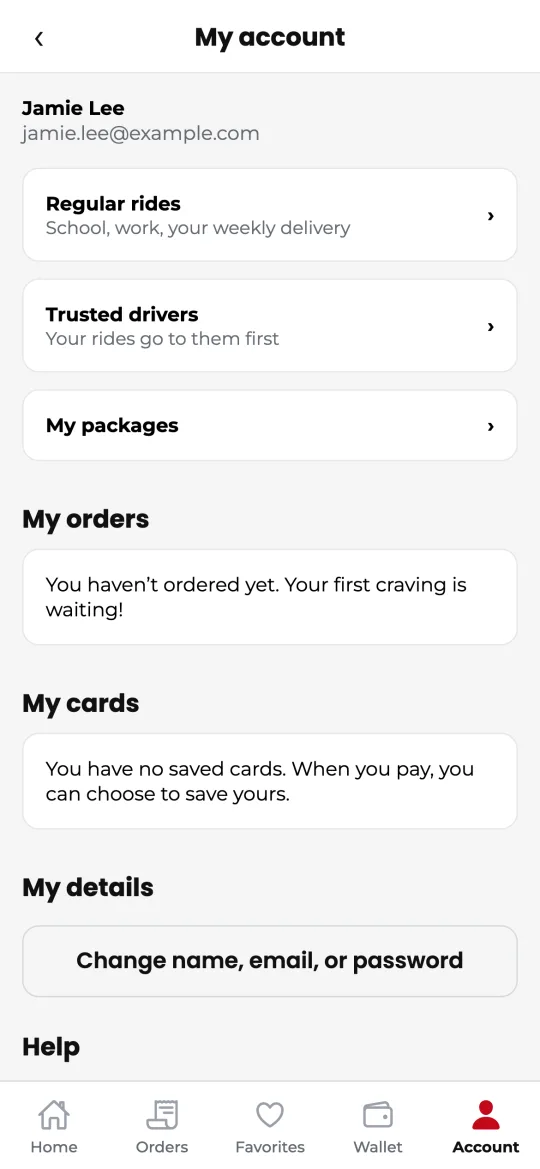 My account
Jamie Lee
jamie.lee@example.com
Regular rides
School, work, your weekly delivery
Trusted drivers
Your rides go to them first
My packages
My orders
You haven’t ordered yet. Your first craving is
waiting!
My cards
You have no saved cards. When you pay, you
can choose to save yours.
My details
Change name, email, or password
Help
Home
Orders
Favorites
Wallet
Account